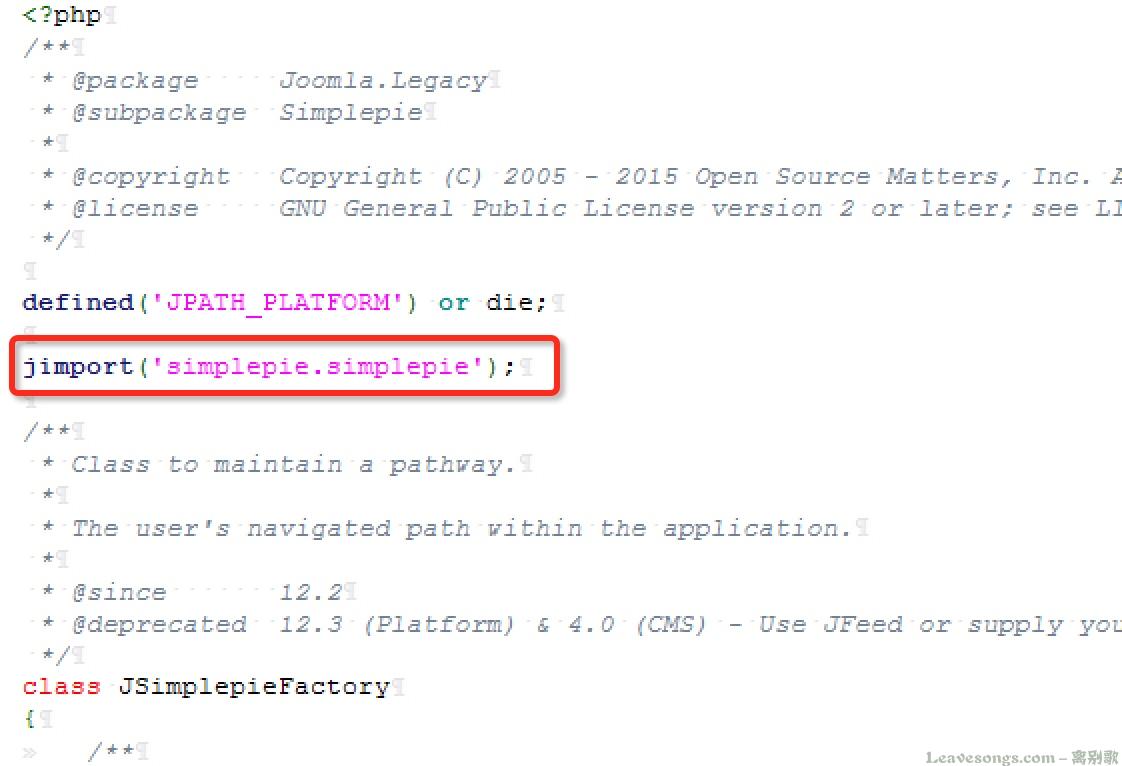 <?php
/**
 * @package     Joomla.Legacy
 * @subpackage  Simplepie
 *
 * @copyright   Copyright (C) 2005 - 2015 Open Source Matters, Inc. A
 * @license     GNU General Public License version 2 or later; see LI
 */

defined('JPATH_PLATFORM') or die;

jimport('simplepie.simplepie');

/**
 * Class to maintain a pathway.
 *
 * The user's navigated path within the application.
 *
 * @since       12.2
 * @deprecated  12.3 (Platform) & 4.0 (CMS) - Use JFeed or supply you
 */
class JSimplepieFactory
{
    /**
Leavesongs.com - 离别歌